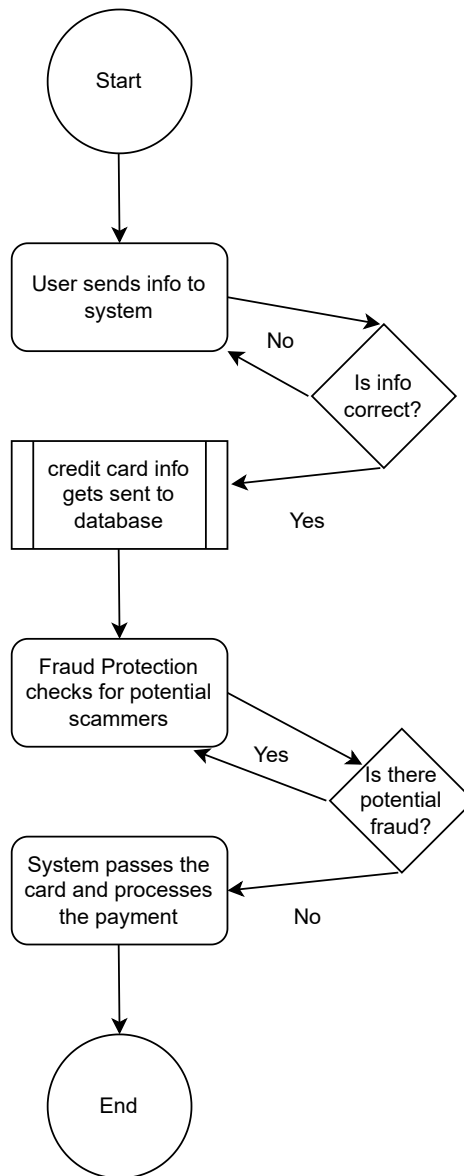 Start
User sends info to
system
No
Is info
correct?
credit card info
gets sent to
database
Yes
Fraud Protection
checks for potential
scammers
Yes
Is there
potential
fraud?
System passes the
card and processes
the payment
No
End